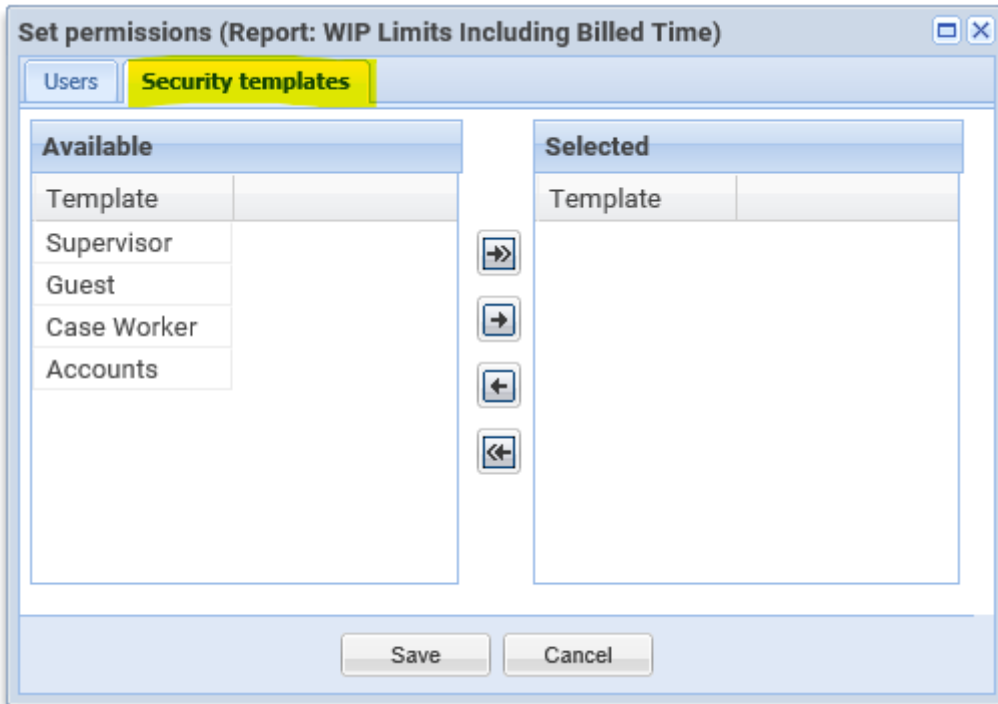 Set permissions (Report: WIP Limits Including Billed Time)
Users Security templates
Available Selected
Template Template
Supervisor
Guest
Case Worker
Accounts
Save Cancel